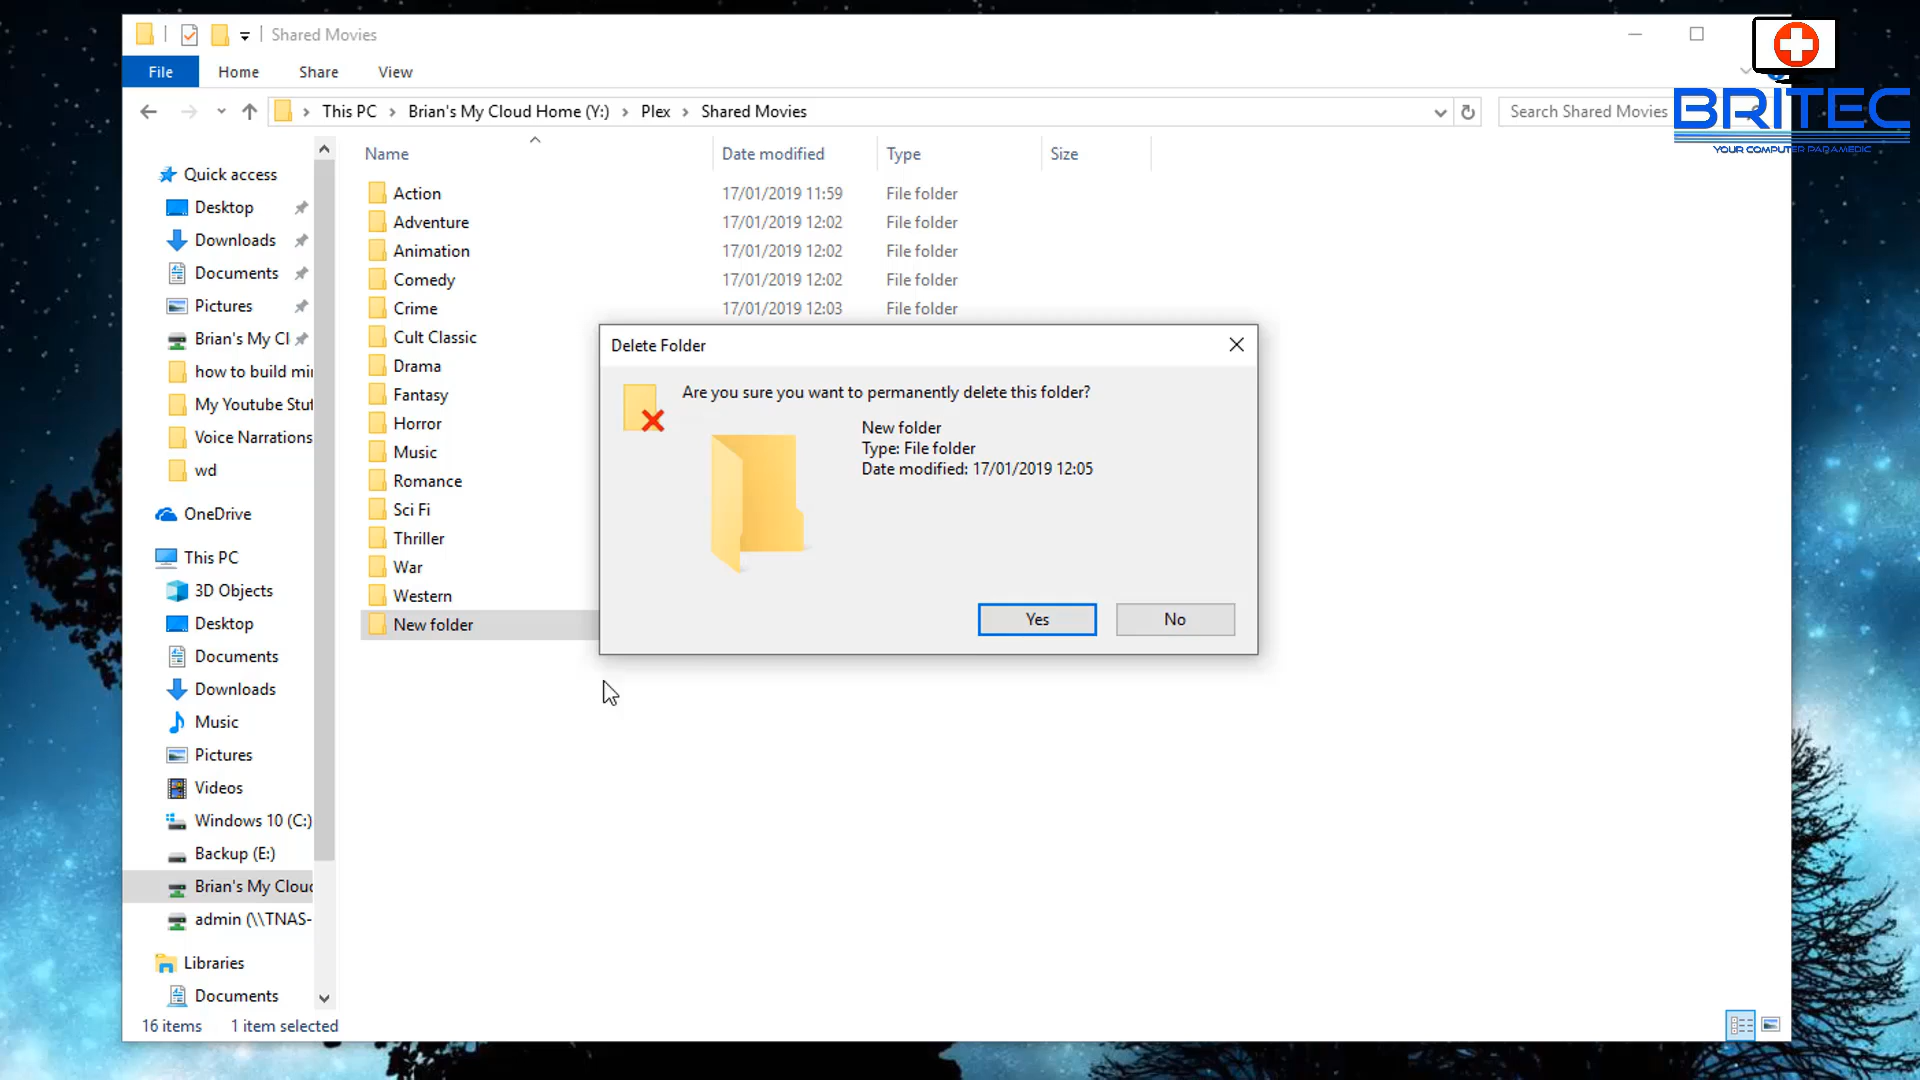 Shared Movies
File
Home
Share
View
This PC
Brian's My Cloud Home (Y:)
Plex
Shared Movies
Search Shared Movies
BRITEC
YOUR COMPUTER PARAMEDIC
Name
Date modified
Type
Size
Quick access
Desktop
Downloads
Documents
Pictures
Brian's My Cl
how to build mi
My Youtube Stu
Voice Narrations
wd
OneDrive
This PC
3D Objects
Desktop
Documents
Downloads
Music
Pictures
Videos
Windows 10 (C:)
Backup (E:)
Brian's My Cloud
admin (\\TNAS-
Libraries
Documents
Action 17/01/2019 11:59 File folder
Adventure 17/01/2019 12:02 File folder
Animation 17/01/2019 12:02 File folder
Comedy 17/01/2019 12:02 File folder
Crime 17/01/2019 12:03 File folder
Cult Classic
Drama
Fantasy
Horror
Music
Romance
Sci Fi
Thriller
War
Western
New folder
Delete Folder
Are you sure you want to permanently delete this folder?
New folder
Type: File folder
Date modified: 17/01/2019 12:05
Yes
No
16 items
1 item selected